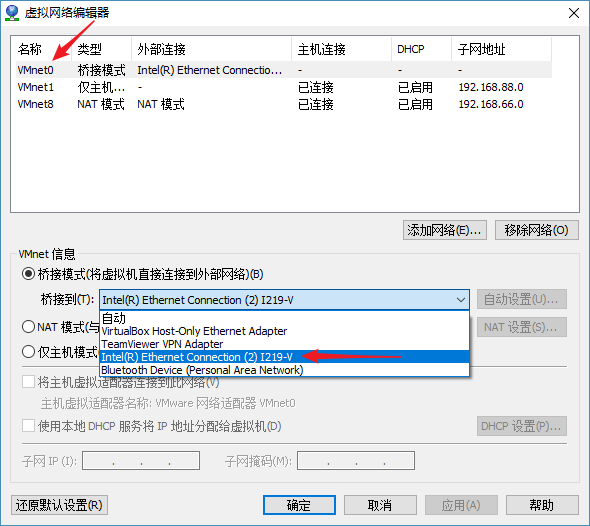 虚拟网络编辑器
名称 类型 外部连接 主机连接 DHCP 子网地址
VMnet0 桥接模式 Intel(R) Ethernet Connectio... - - -
VMnet1 仅主机... - 已连接 已启用 192.168.88.0
VMnet8 NAT 模式 NAT 模式 已连接 已启用 192.168.66.0
添加网络(E)... 移除网络(O)
VMnet 信息
桥接模式(将虚拟机直接连接到外部网络)(B)
桥接到(T): Intel(R) Ethernet Connection (2) I219-V 自动设置(U)...
自动
NAT 模式(与 VirtualBox Host-Only Ethernet Adapter NAT 设置(S)...
TeamViewer VPN Adapter
仅主机模式 Intel(R) Ethernet Connection (2) I219-V
Bluetooth Device (Personal Area Network)
将主机虚拟适配器连接到此网络(V)
主机虚拟适配器名称: VMware 网络适配器 VMnet0
使用本地 DHCP 服务将 IP 地址分配给虚拟机(D) DHCP 设置(P)...
子网 IP (I): . . . 子网掩码(M): . . .
还原默认设置(R) 确定 取消 应用(A) 帮助